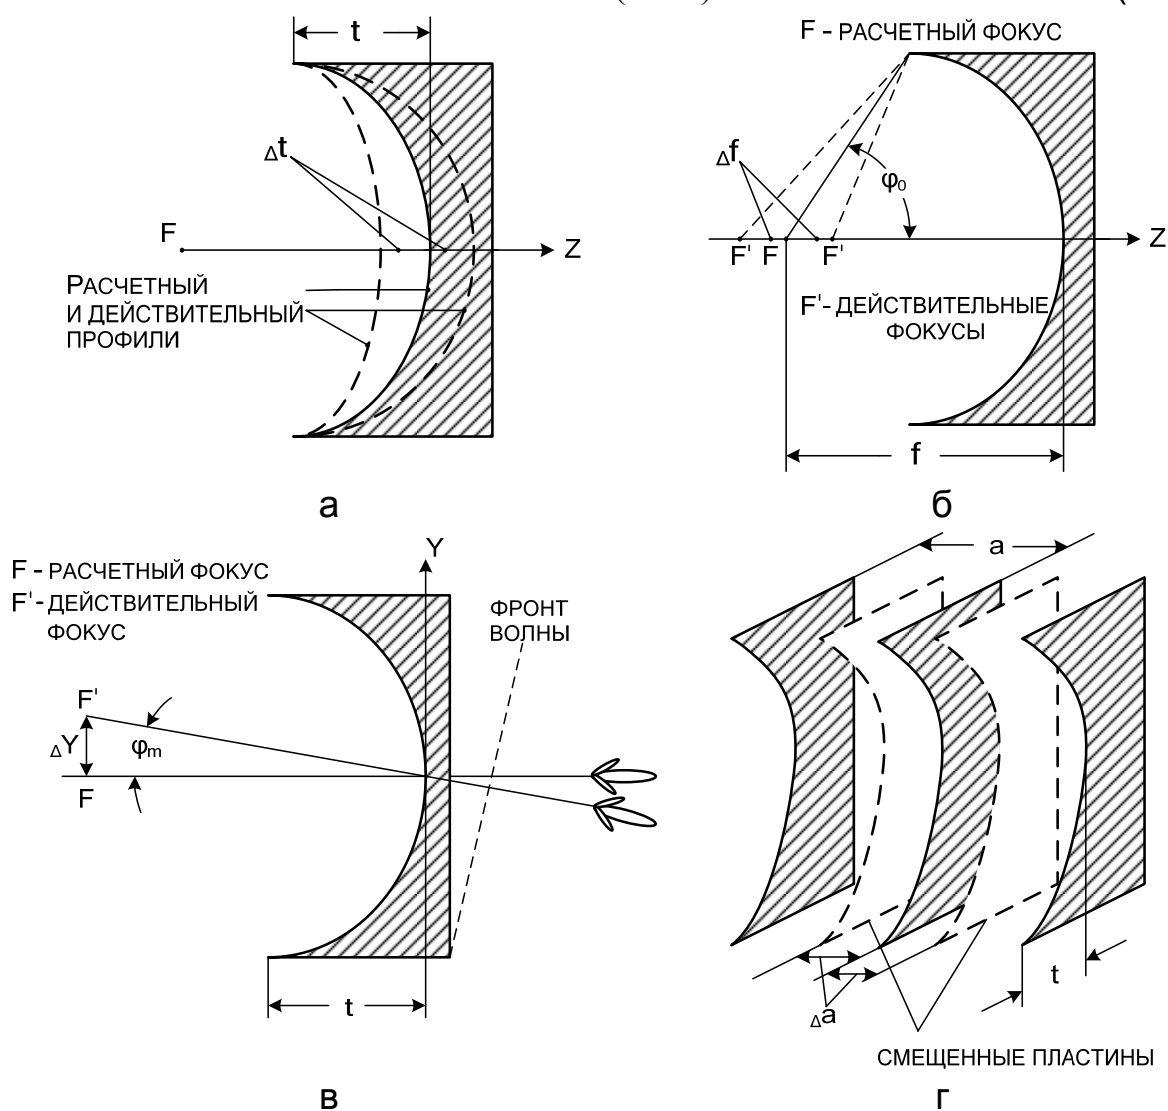 t
Δt
F
Z
РАСЧЕТНЫЙ
И ДЕЙСТВИТЕЛЬНЫЙ
ПРОФИЛИ
а
F - РАСЧЕТНЫЙ ФОКУС
Δf
φ₀
F' F F'
Z
F'- ДЕЙСТВИТЕЛЬНЫЕ
ФОКУСЫ
f
б
F - РАСЧЕТНЫЙ ФОКУС
F'- ДЕЙСТВИТЕЛЬНЫЙ
ФОКУС
Y
ФРОНТ
ВОЛНЫ
F'
ΔY
φm
F
t
в
a
t
Δa
СМЕЩЕННЫЕ ПЛАСТИНЫ
г